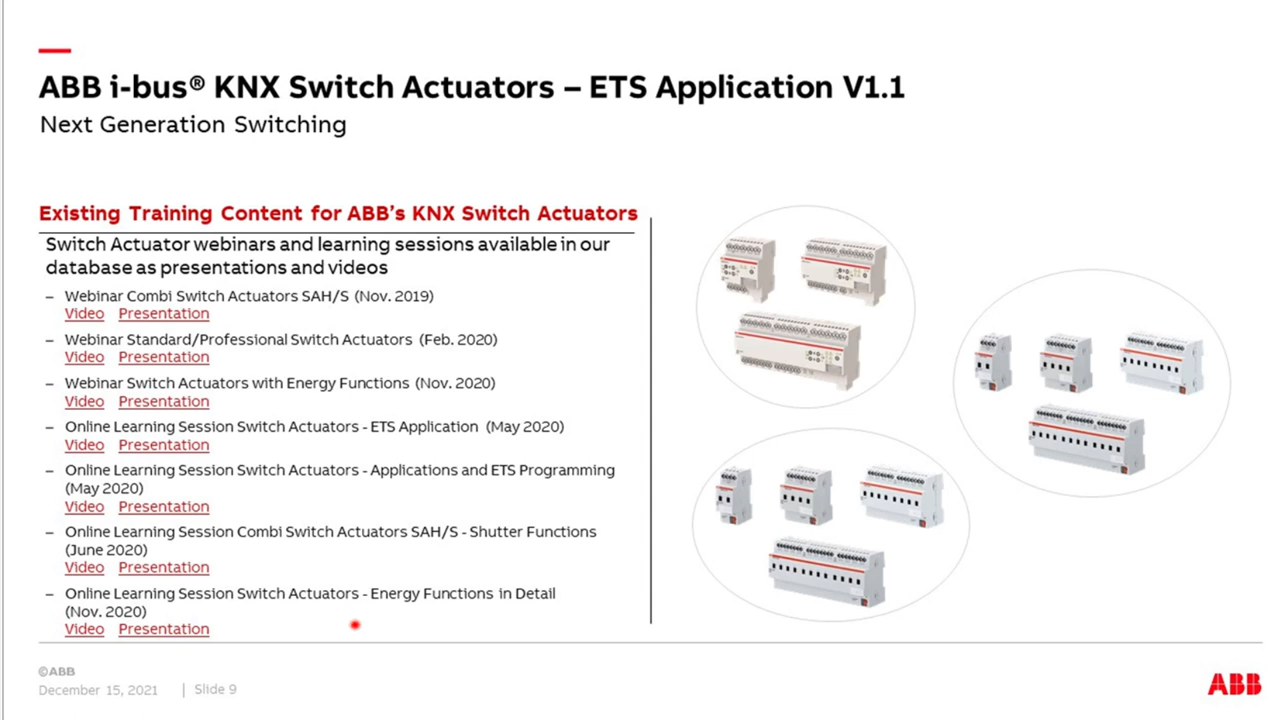 ABB i-bus® KNX Switch Actuators – ETS Application V1.1
Next Generation Switching
Existing Training Content for ABB's KNX Switch Actuators
Switch Actuator webinars and learning sessions available in our
database as presentations and videos
– Webinar Combi Switch Actuators SAH/S (Nov. 2019)
Video Presentation
– Webinar Standard/Professional Switch Actuators (Feb. 2020)
Video Presentation
– Webinar Switch Actuators with Energy Functions (Nov. 2020)
Video Presentation
– Online Learning Session Switch Actuators - ETS Application (May 2020)
Video Presentation
– Online Learning Session Switch Actuators - Applications and ETS Programming
(May 2020)
Video Presentation
– Online Learning Session Combi Switch Actuators SAH/S - Shutter Functions
(June 2020)
Video Presentation
– Online Learning Session Switch Actuators - Energy Functions in Detail
(Nov. 2020)
Video Presentation
©ABB
December 15, 2021 | Slide 9
ABB